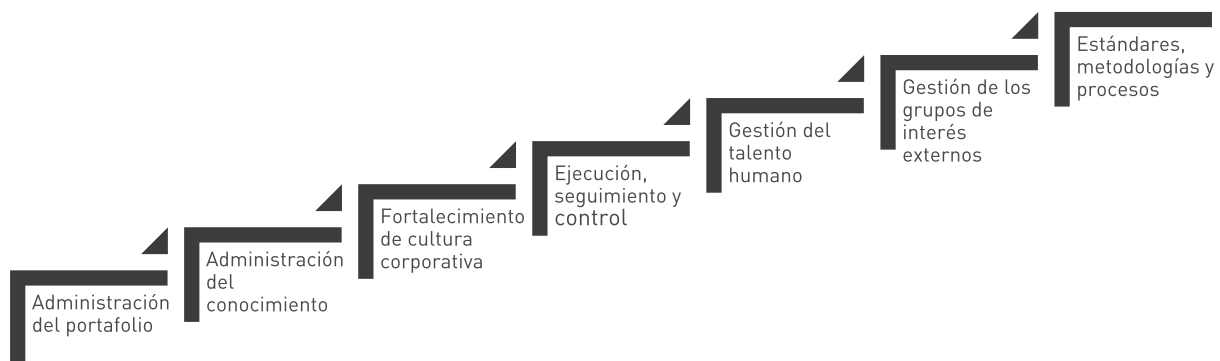 Administración
del portafolio
Administración
del
conocimiento
Fortalecimiento
de cultura
corporativa
Ejecución,
seguimiento y
control
Gestión del
talento
humano
Gestión de los
grupos de
interés
externos
Estándares,
metodologías y
procesos